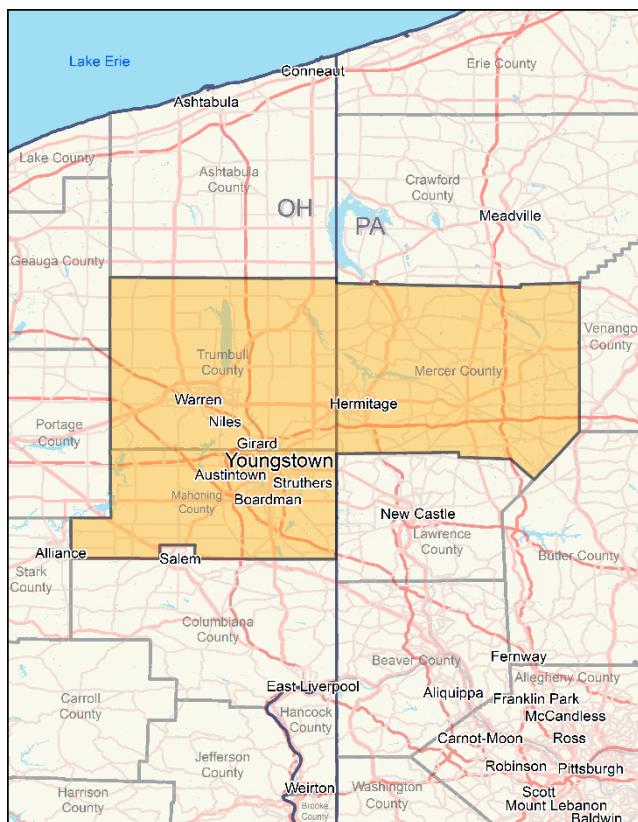 Lake Erie
Conneaut
Erie County
Ashtabula
Lake County
Ashtabula
County
Crawford
County
OH
PA
Meadville
Geauga County
Venango
County
Trumbull
County
Mercer County
Warren
Hermitage
Portage
County
Niles
Girard
Youngstown
Austintown
Struthers
Mahoning
County
Boardman
New Castle
Lawrence
County
Alliance
Salem
Butler County
Stark
County
Columbiana
County
Beaver County
Fernway
Allegheny County
East Liverpool
Aliquippa
Franklin Park
Carroll
County
Hancock
County
McCandless
Carnot-Moon
Ross
Jefferson
County
Robinson
Pittsburgh
Harrison
County
Weirton
Washington
County
Scott
Brooke
County
Mount Lebanon
Baldwin